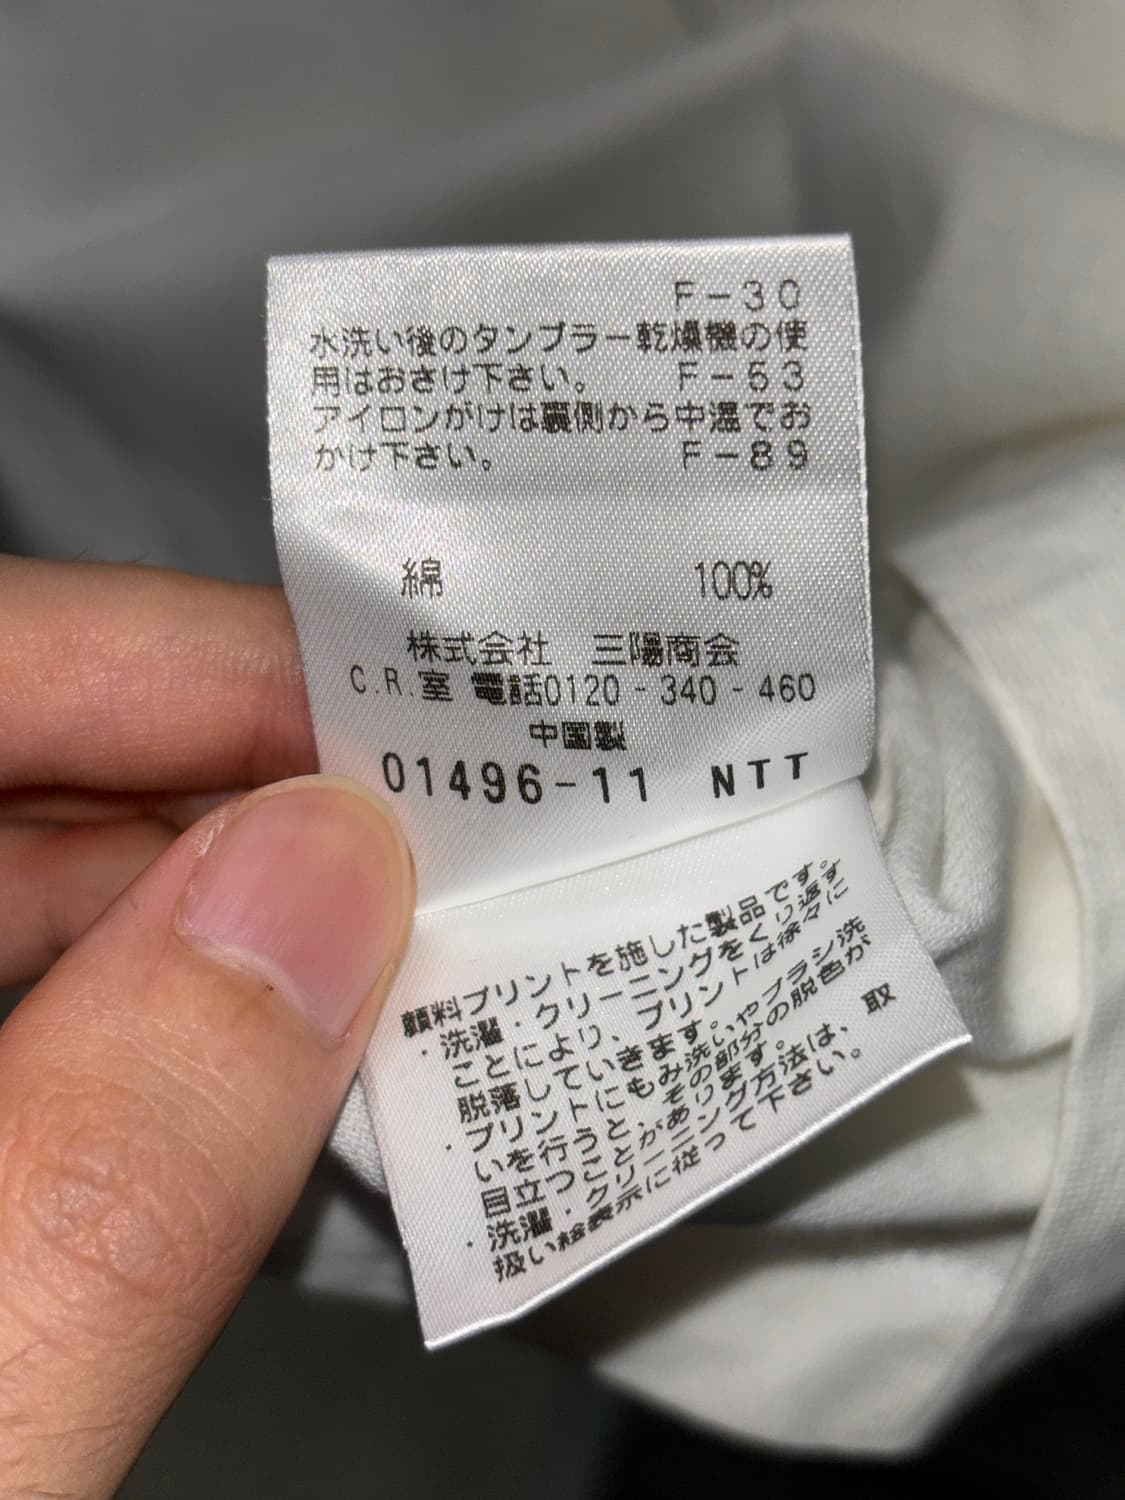 F-30
水洗い後のタンブラー乾燥機の使
用はおさけ下さい。 F-53
アイロンがけは裏側から中温でお
かけ下さい。 F-89
綿 100%
株式会社 三陽商会
C.R.室 電話0120-340-460
中国製
01496-11 NTT
顔料プリントを施した製品です。
・洗濯・クリーニングをくり返す
ことにより、プリントは徐々に
脱落していきます。
・プリントにもみ洗いやブラシ洗
いを行うと、その部分の脱色が
目立つことがあります。
・洗濯・クリーニング方法は、取
扱い絵表示に従って下さい。